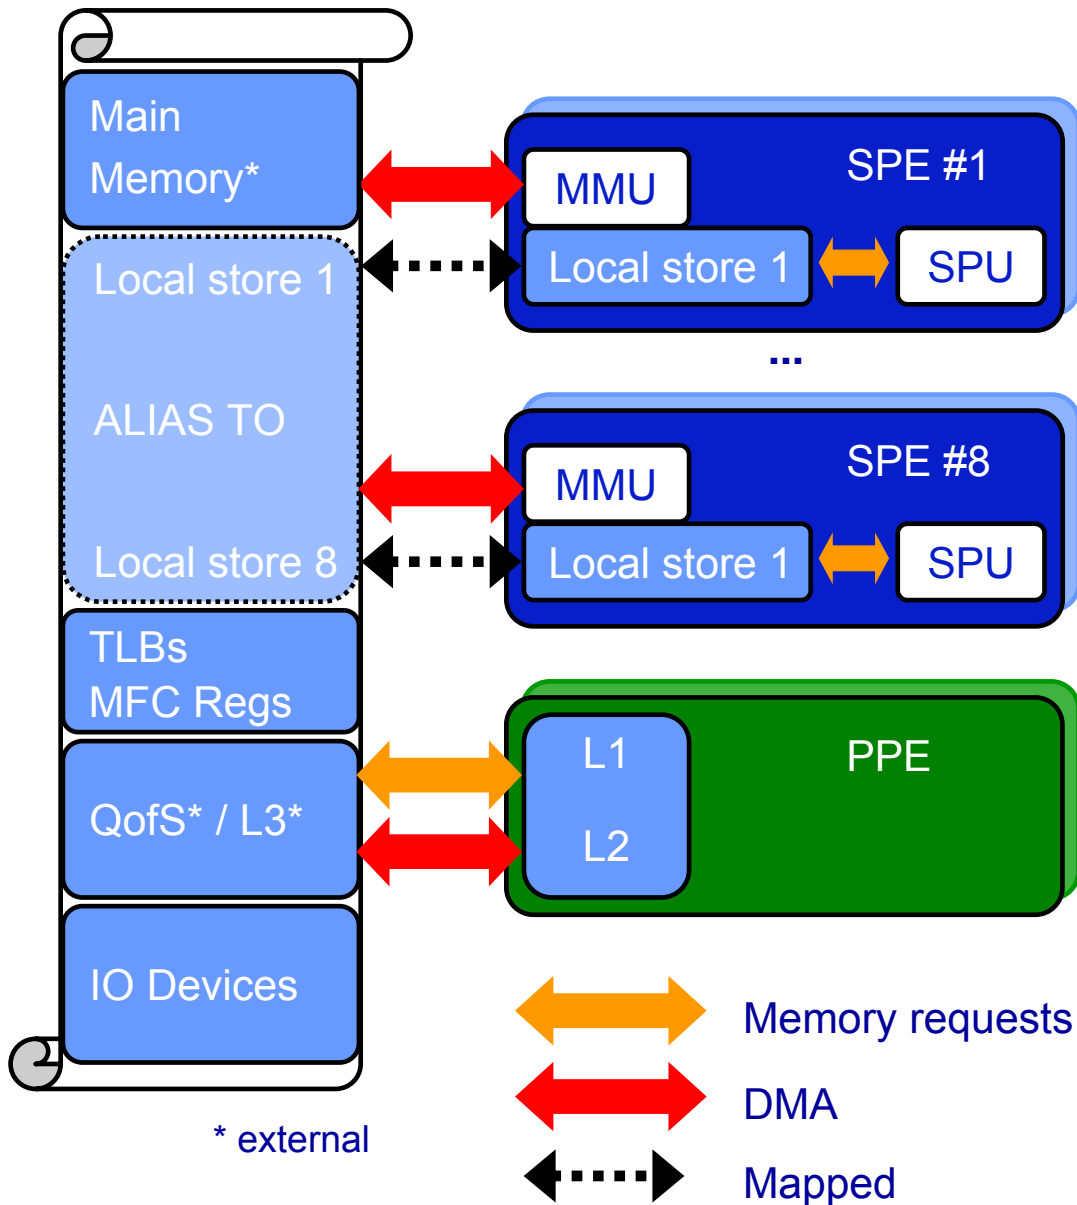 Main
Memory*
Local store 1
ALIAS TO
Local store 8
TLBs
MFC Regs
QofS* / L3*
IO Devices
* external
SPE #1
MMU
Local store 1
SPU
...
SPE #8
MMU
Local store 1
SPU
PPE
L1
L2
Memory requests
DMA
Mapped